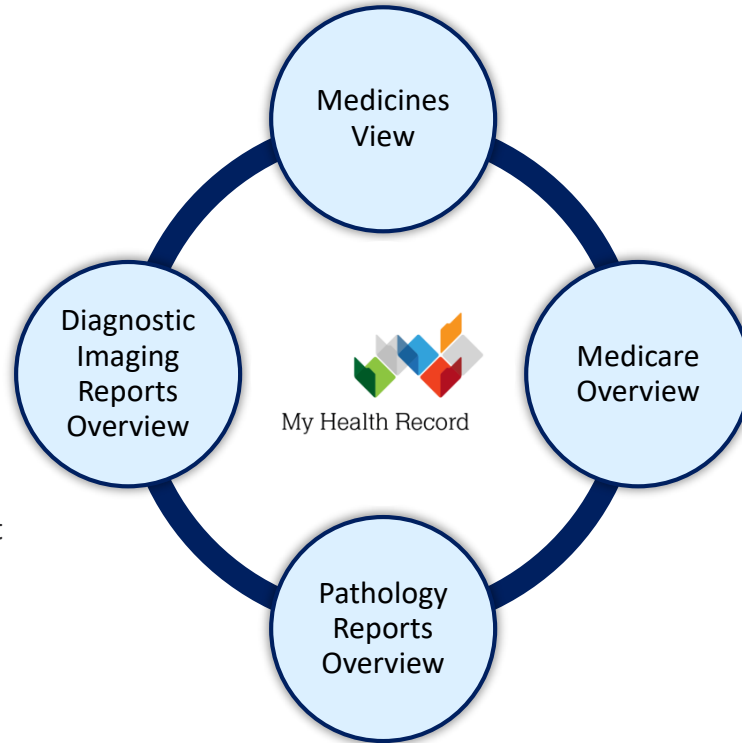 Medicines
View
Diagnostic
Imaging
Reports
Overview
My Health Record
Medicare
Overview
t
Pathology
Reports
Overview